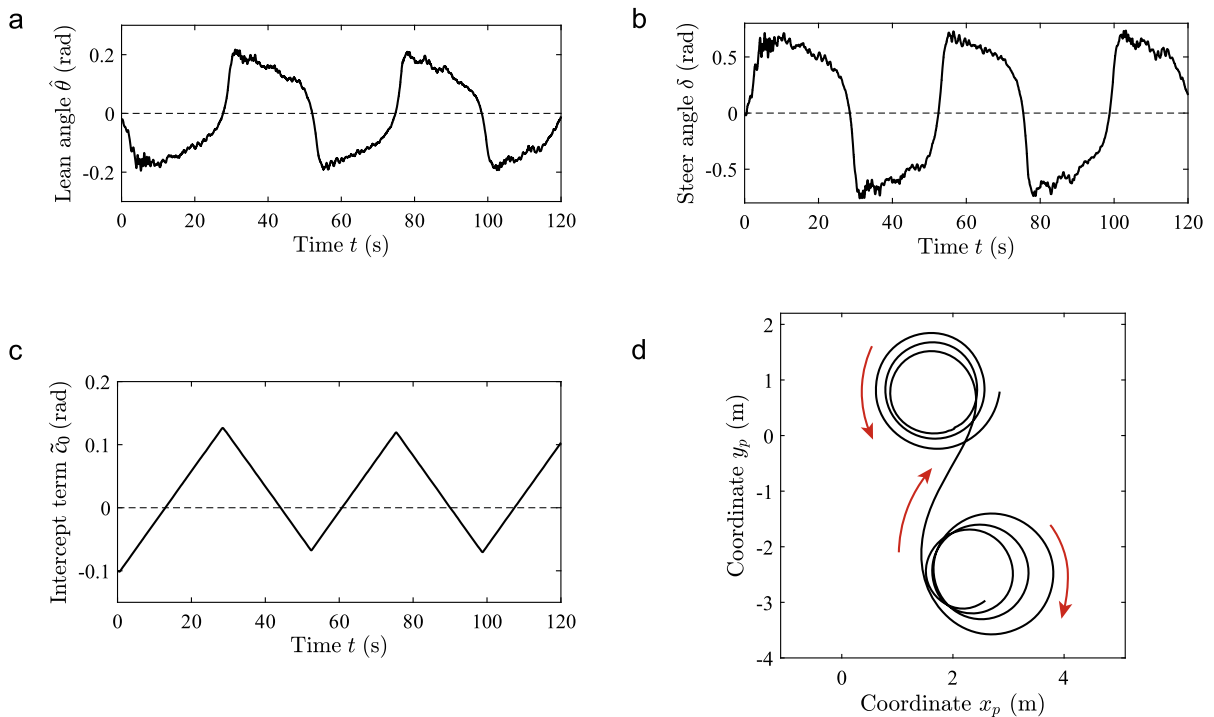 a
0.2
0
-0.2
Lean angle θ̂ (rad)
0 20 40 60 80 100 120
Time t (s)
b
0.5
0
-0.5
Steer angle δ (rad)
0 20 40 60 80 100 120
Time t (s)
c
0.2
0.1
0
-0.1
Intercept term c̃₀ (rad)
0 20 40 60 80 100 120
Time t (s)
d
2
1
0
-1
-2
-3
-4
Coordinate yₚ (m)
0 2 4
Coordinate xₚ (m)